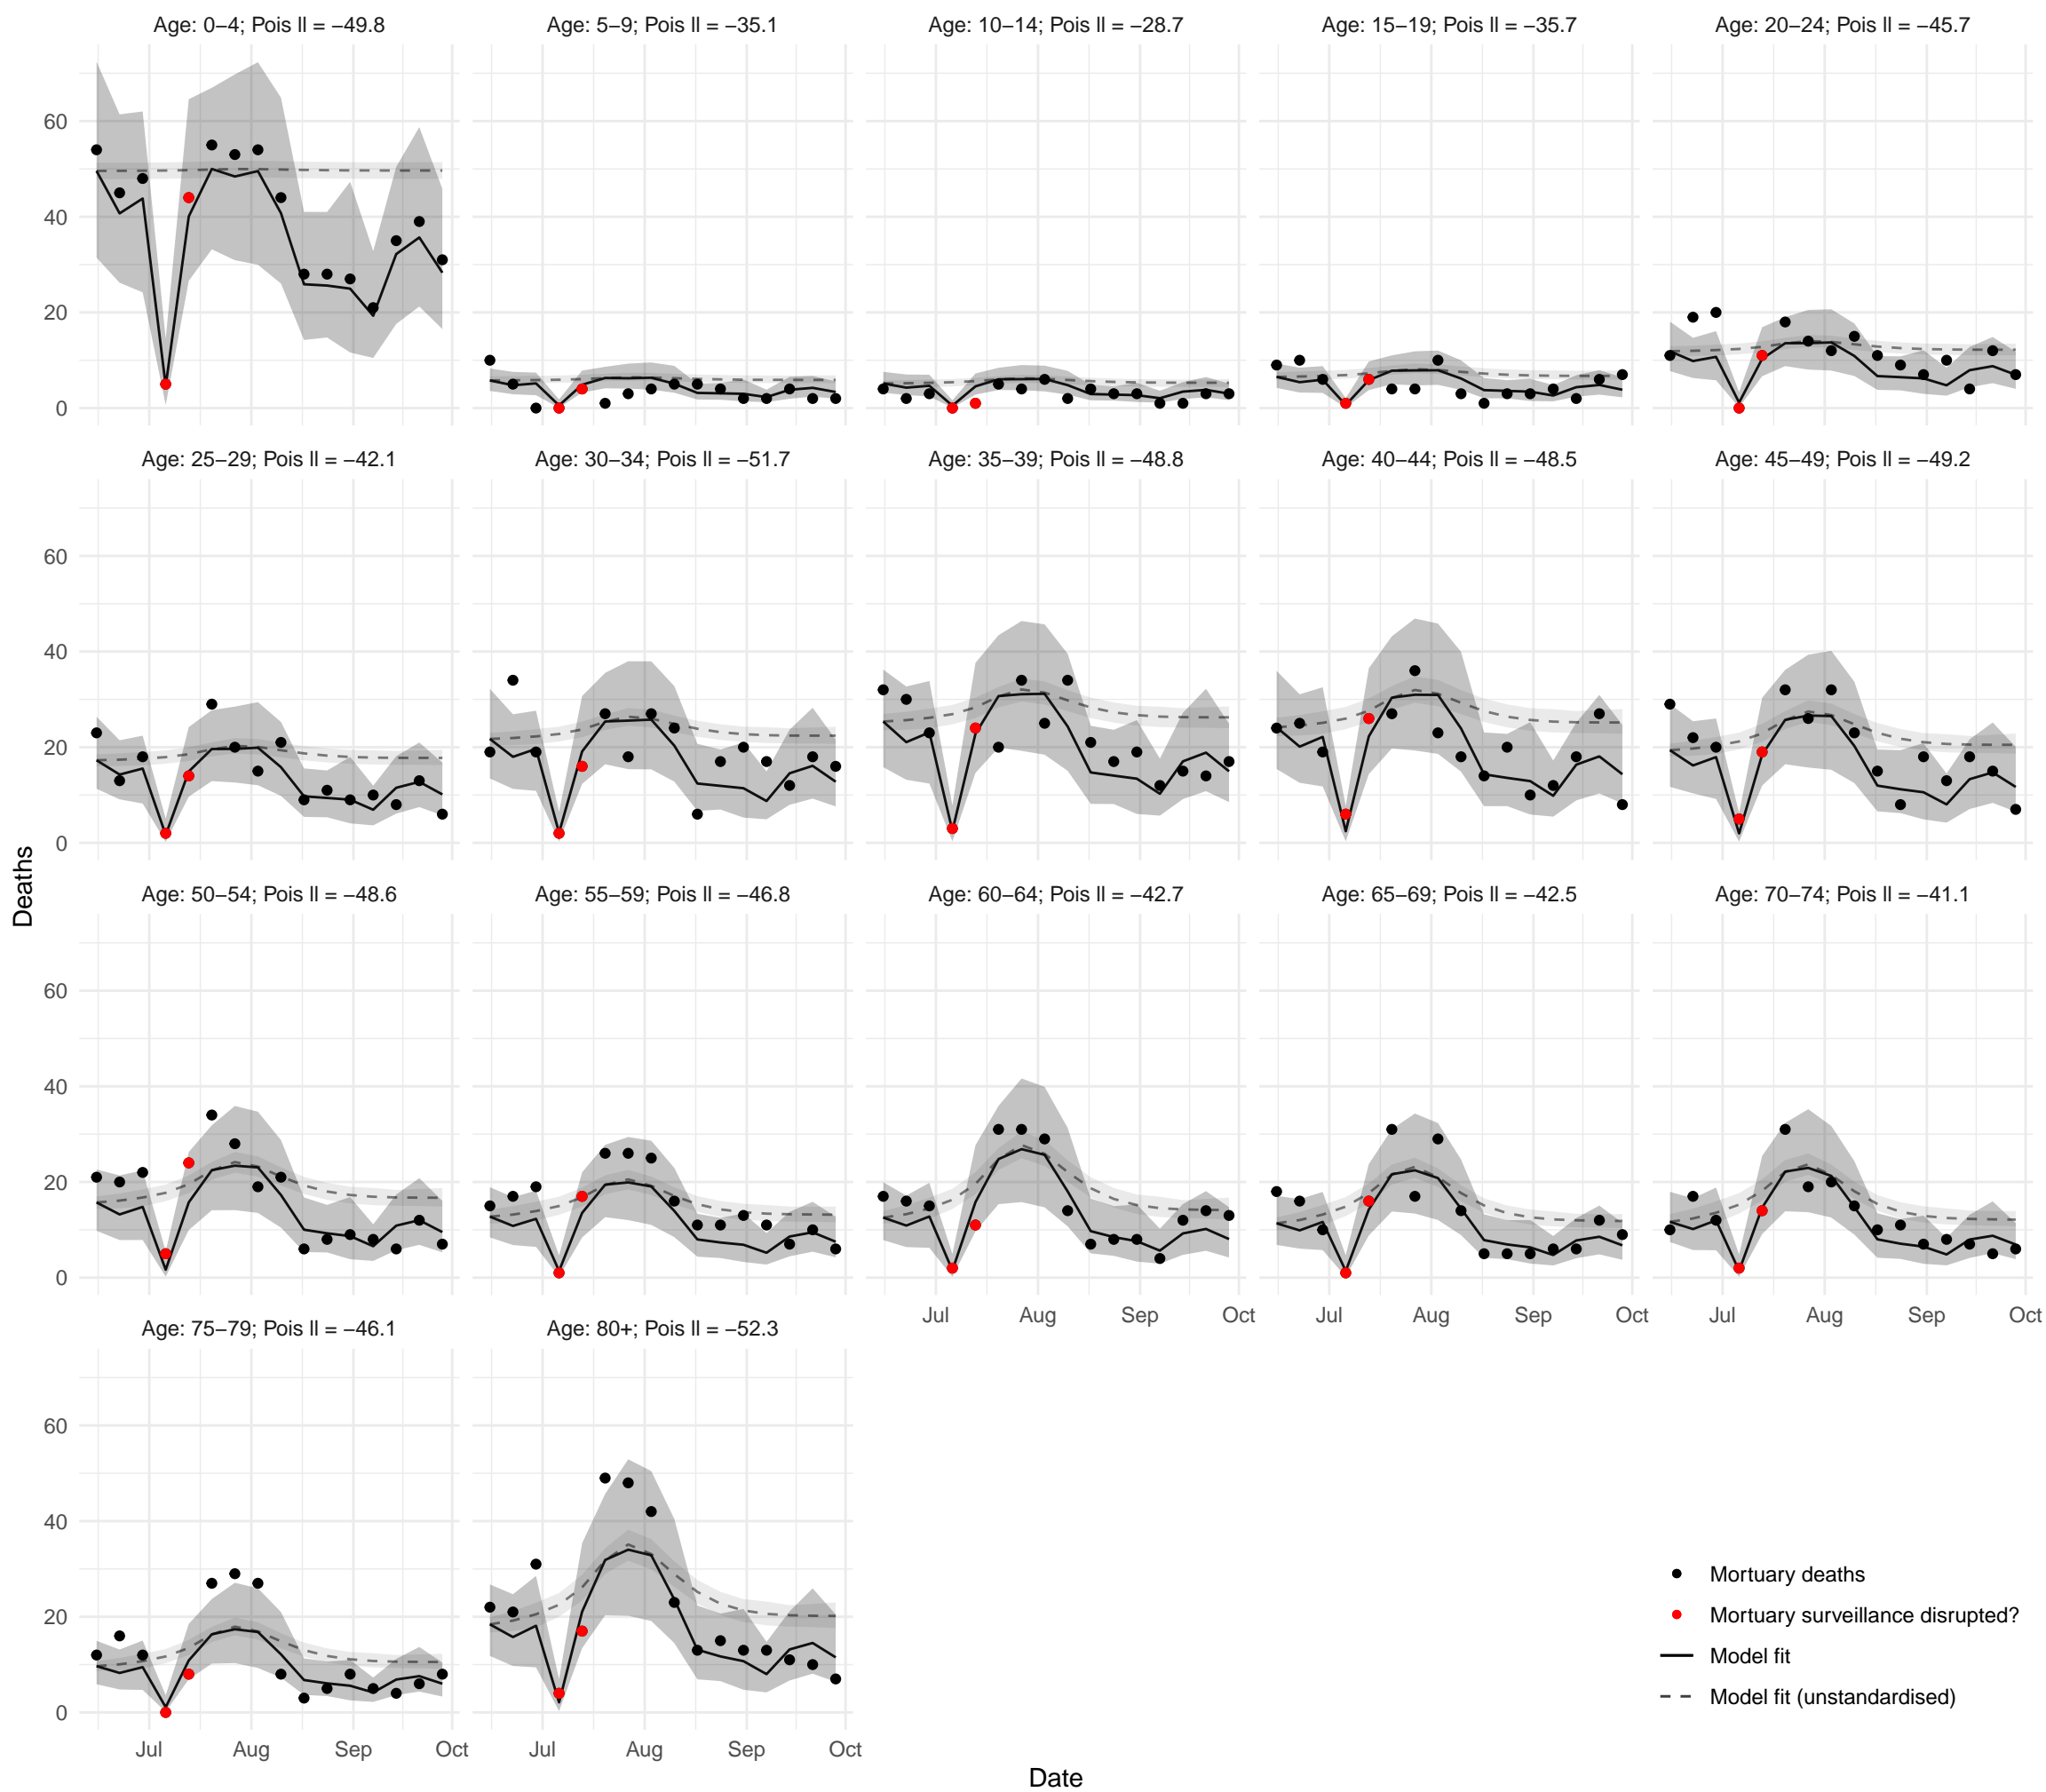 Age: 0−4; Pois ll = −49.8
Age: 5−9; Pois ll = −35.1
Age: 10−14; Pois ll = −28.7
Age: 15−19; Pois ll = −35.7
Age: 20−24; Pois ll = −45.7
60
40
20
0
Age: 25−29; Pois ll = −42.1
Age: 30−34; Pois ll = −51.7
Age: 35−39; Pois ll = −48.8
Age: 40−44; Pois ll = −48.5
Age: 45−49; Pois ll = −49.2
60
40
20
0
Deaths
Age: 50−54; Pois ll = −48.6
Age: 55−59; Pois ll = −46.8
Age: 60−64; Pois ll = −42.7
Age: 65−69; Pois ll = −42.5
Age: 70−74; Pois ll = −41.1
60
40
20
0
Jul Aug Sep Oct
Jul Aug Sep Oct
Jul Aug Sep Oct
Age: 75−79; Pois ll = −46.1
Age: 80+; Pois ll = −52.3
60
40
20
0
Jul Aug Sep Oct
Jul Aug Sep Oct
Mortuary deaths
Mortuary surveillance disrupted?
Model fit
Model fit (unstandardised)
Date